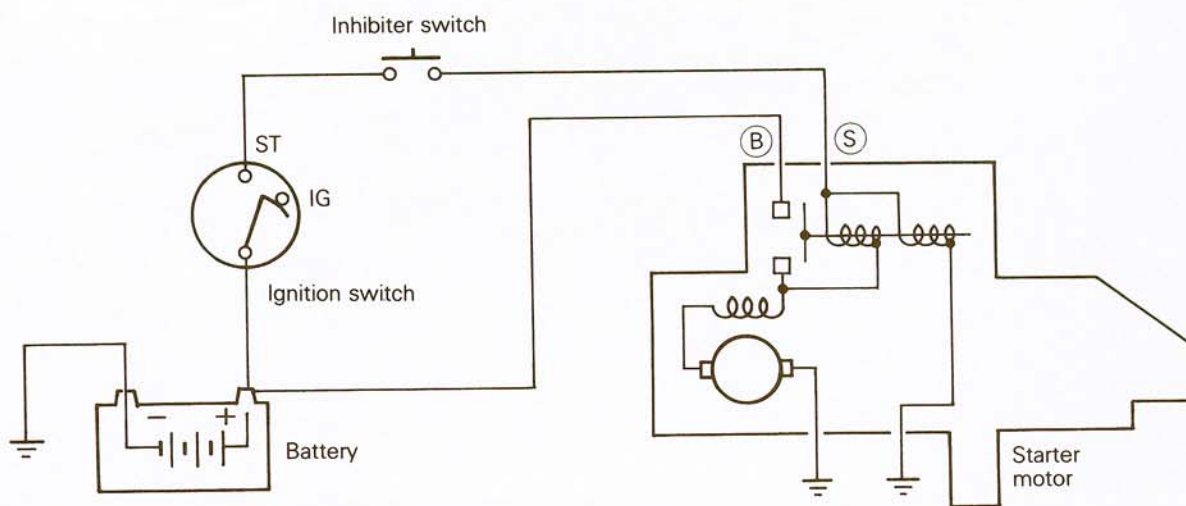 Inhibiter switch
ST
B
S
IG
Ignition switch
− +
Battery
Starter
motor